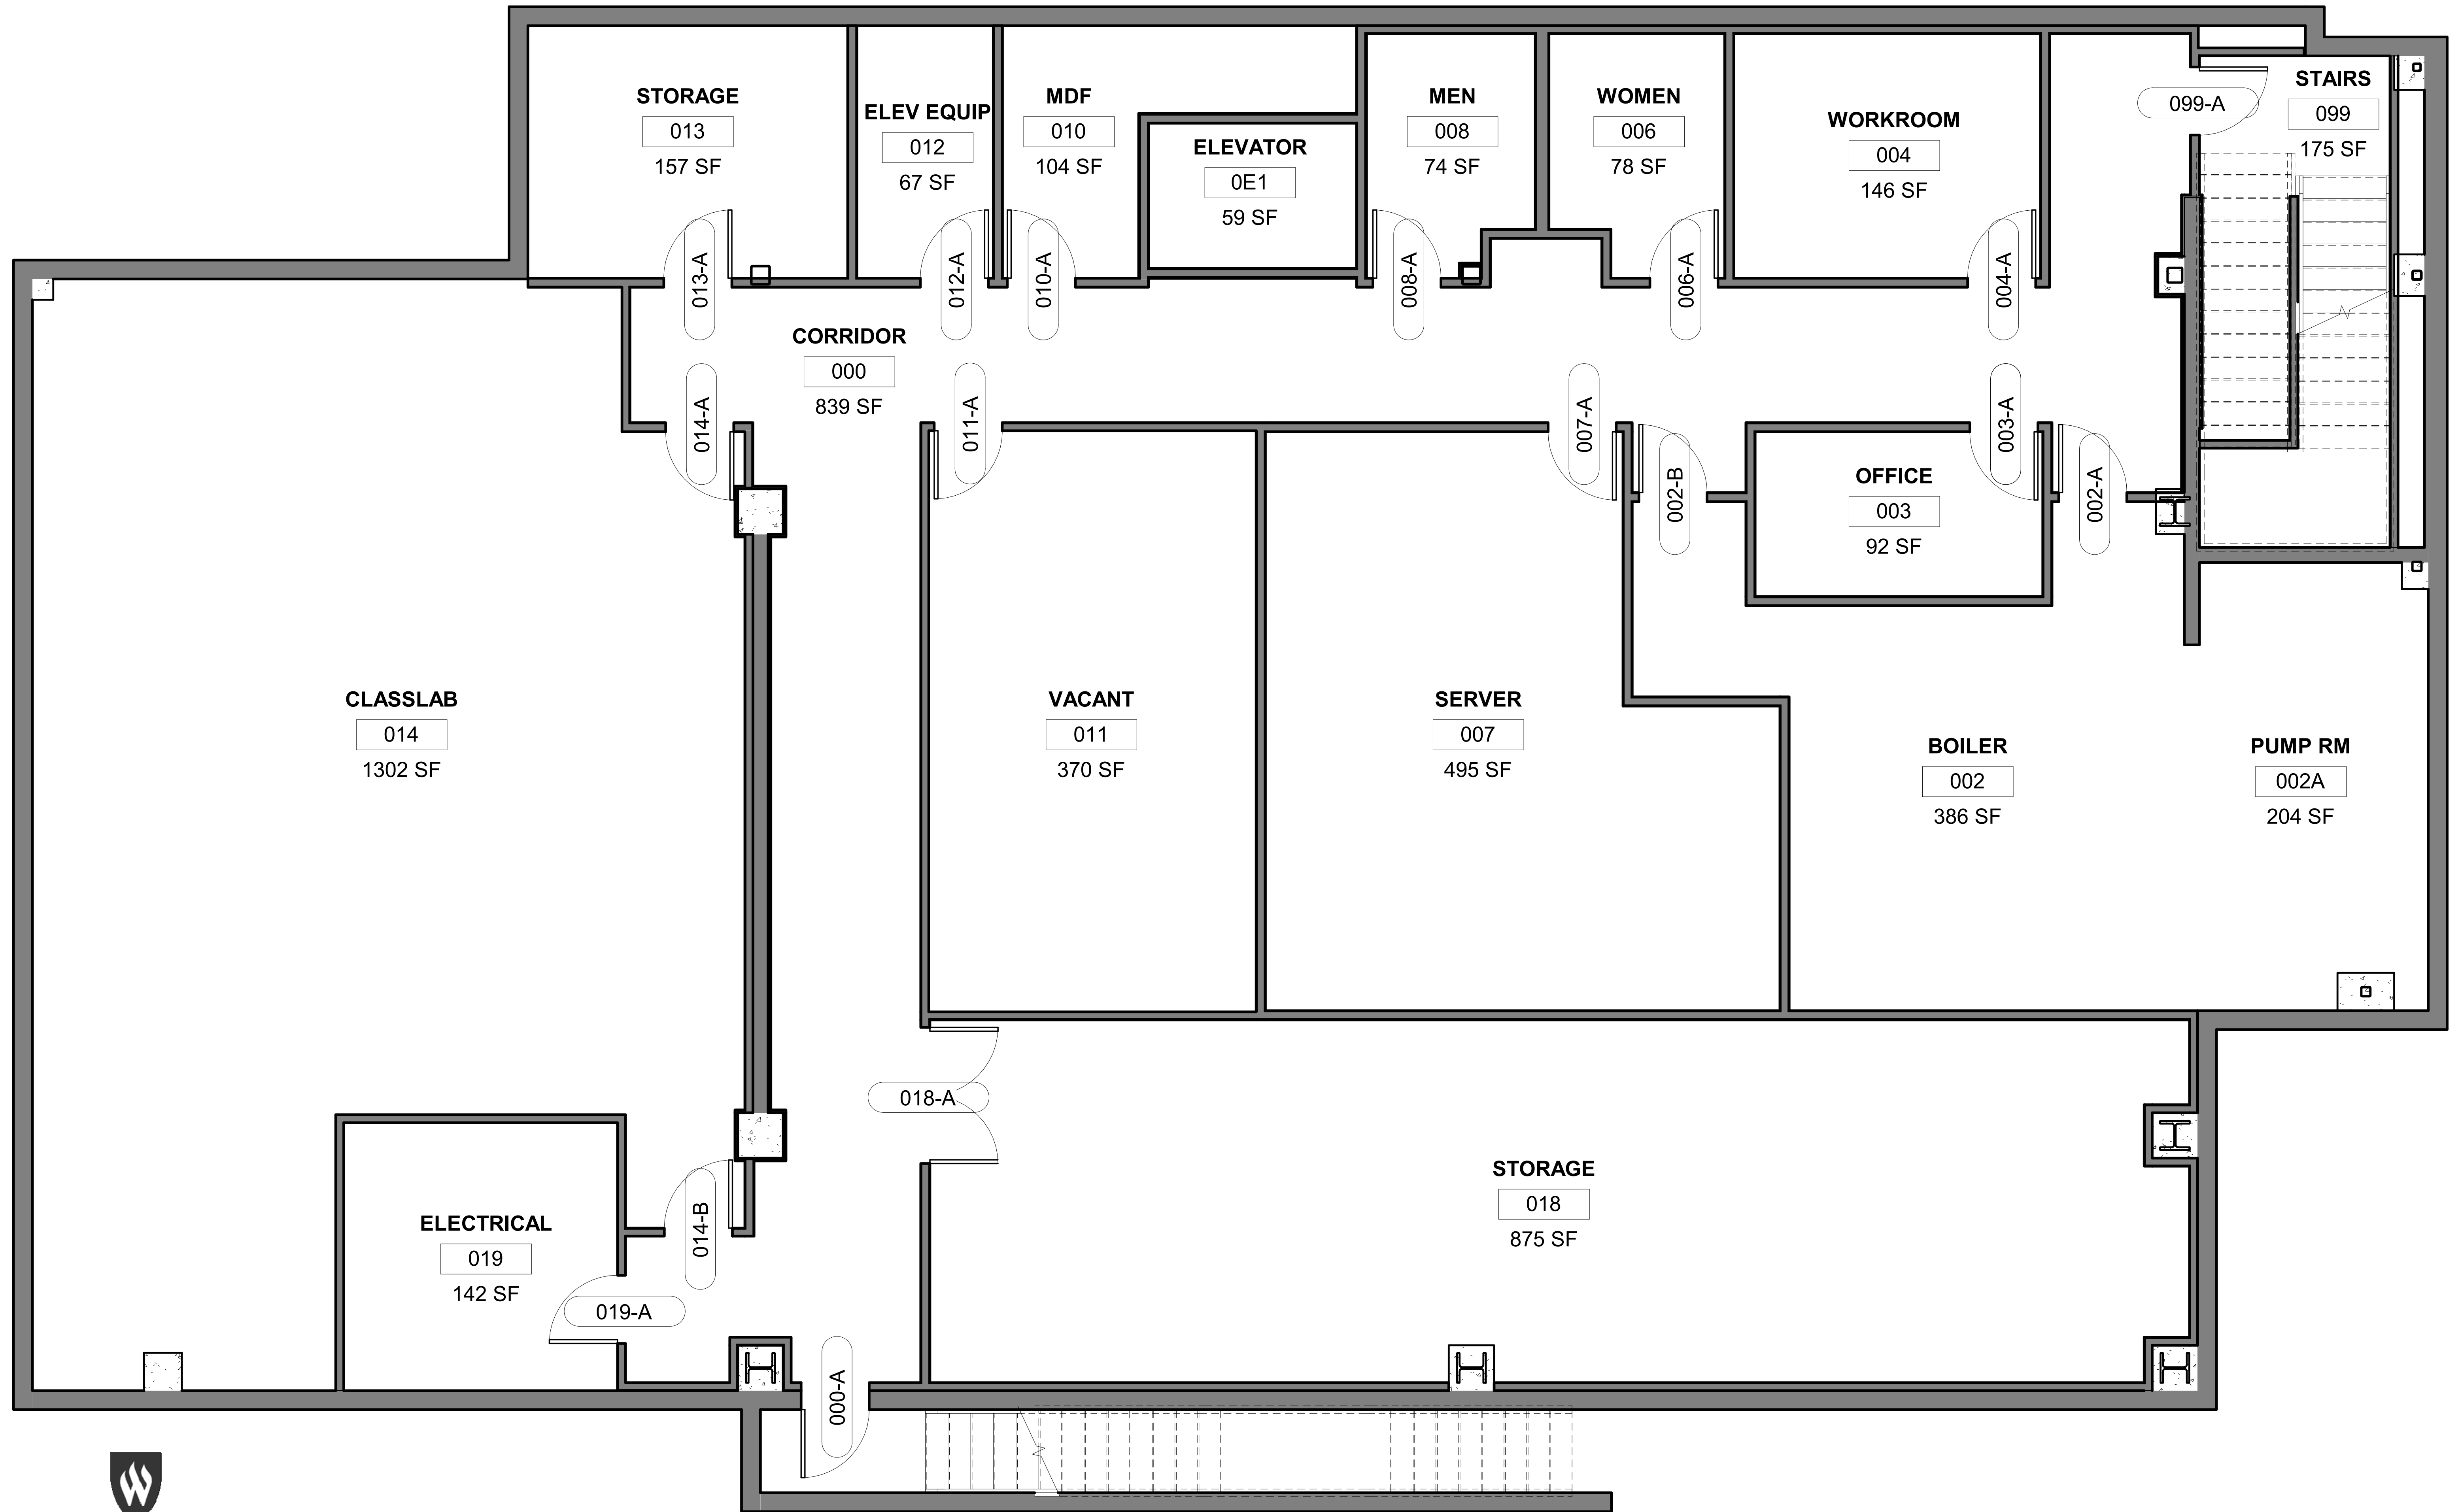 STORAGE
013
157 SF
ELEV EQUIP
012
67 SF
MDF
010
104 SF
ELEVATOR
0E1
59 SF
MEN
008
74 SF
WOMEN
006
78 SF
WORKROOM
004
146 SF
STAIRS
099
175 SF
099-A
013-A
012-A
010-A
008-A
006-A
004-A
CORRIDOR
000
839 SF
014-A
011-A
007-A
003-A
002-B
002-A
OFFICE
003
92 SF
CLASSLAB
014
1302 SF
VACANT
011
370 SF
SERVER
007
495 SF
BOILER
002
386 SF
PUMP RM
002A
204 SF
018-A
STORAGE
018
875 SF
ELECTRICAL
019
142 SF
014-B
019-A
000-A
W